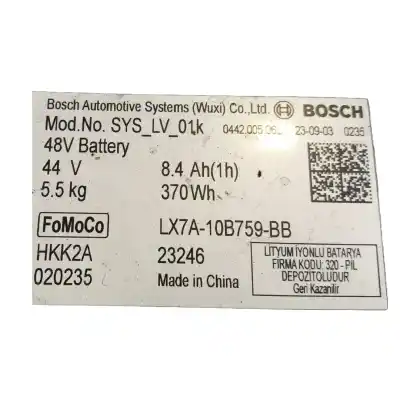 Bosch Automotive Systems (Wuxi) Co.,Ltd. BOSCH
Mod.No. SYS_LV_01.k 0442.005.06 23-09-03 0235
48V Battery
44 V 8.4 Ah(1h)
5.5 kg 370Wh
FoMoCo LX7A-10B759-BB
HKK2A 23246
020235 Made in China
LITYUM İYONLU BATARYA
FIRMA KODU: 320 - PIL
DEPOZITOLUDUR
Geri Kazanilir